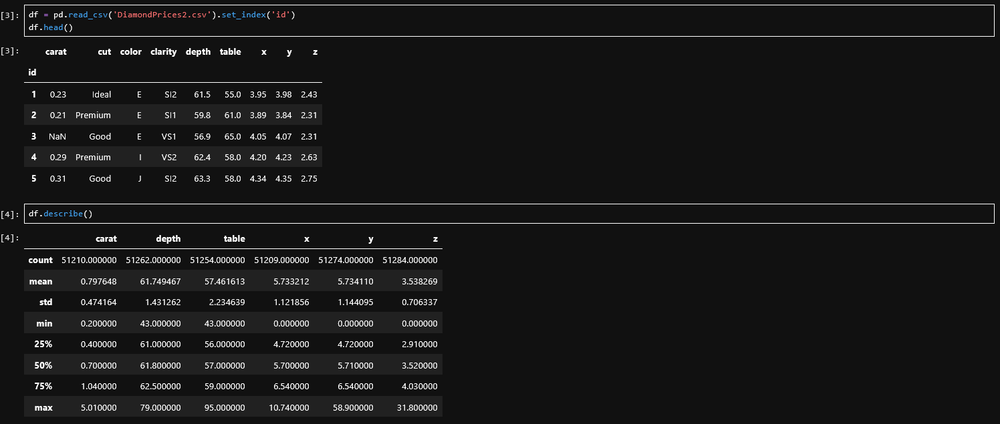 [3]: df = pd.read_csv('DiamondPrices2.csv').set_index('id')
df.head()
[3]: carat cut color clarity depth table x y z
id
1 0.23 Ideal E SI2 61.5 55.0 3.95 3.98 2.43
2 0.21 Premium E SI1 59.8 61.0 3.89 3.84 2.31
3 NaN Good E VS1 56.9 65.0 4.05 4.07 2.31
4 0.29 Premium I VS2 62.4 58.0 4.20 4.23 2.63
5 0.31 Good J SI2 63.3 58.0 4.34 4.35 2.75
[4]: df.describe()
[4]: carat depth table x y z
count 51210.000000 51262.000000 51254.000000 51209.000000 51274.000000 51284.000000
mean 0.797648 61.749467 57.461613 5.733212 5.734110 3.538269
std 0.474164 1.431262 2.234639 1.121856 1.144095 0.706337
min 0.200000 43.000000 43.000000 0.000000 0.000000 0.000000
25% 0.400000 61.000000 56.000000 4.720000 4.720000 2.910000
50% 0.700000 61.800000 57.000000 5.700000 5.710000 3.520000
75% 1.040000 62.500000 59.000000 6.540000 6.540000 4.030000
max 5.010000 79.000000 95.000000 10.740000 58.900000 31.800000